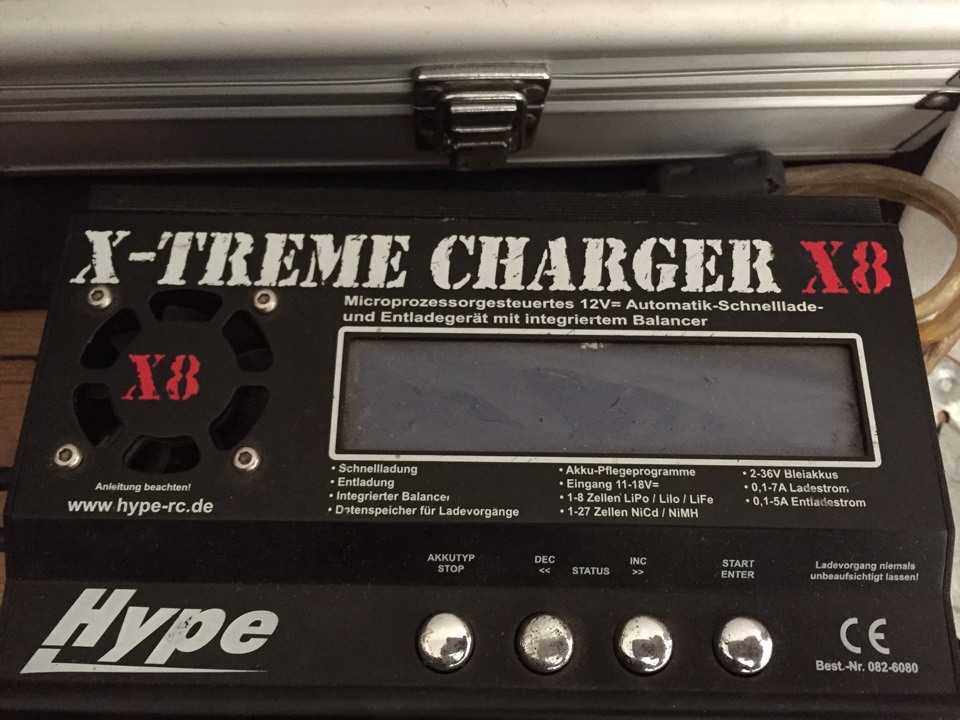 X-TREME CHARGER X8
Microprozessorgesteuertes 12V= Automatik-Schnelllade-
und Entladegerät mit integriertem Balancer
X8
Anleitung beachten!
www.hype-rc.de
• Schnellladung
• Entladung
• Integrierter Balancer
• Datenspeicher für Ladevorgänge
• Akku-Pflegeprogramme
• Eingang 11-18V=
• 1-8 Zellen LiPo / LiIo / LiFe
• 1-27 Zellen NiCd / NiMH
• 2-36V Bleiakkus
• 0,1-7A Ladestrom
• 0,1-5A Entladestrom
AKKUTYP
STOP
DEC
<<
STATUS
INC
>>
START
ENTER
Ladevorgang niemals
unbeaufsichtigt lassen!
Hype
CE
Best.-Nr. 082-6080